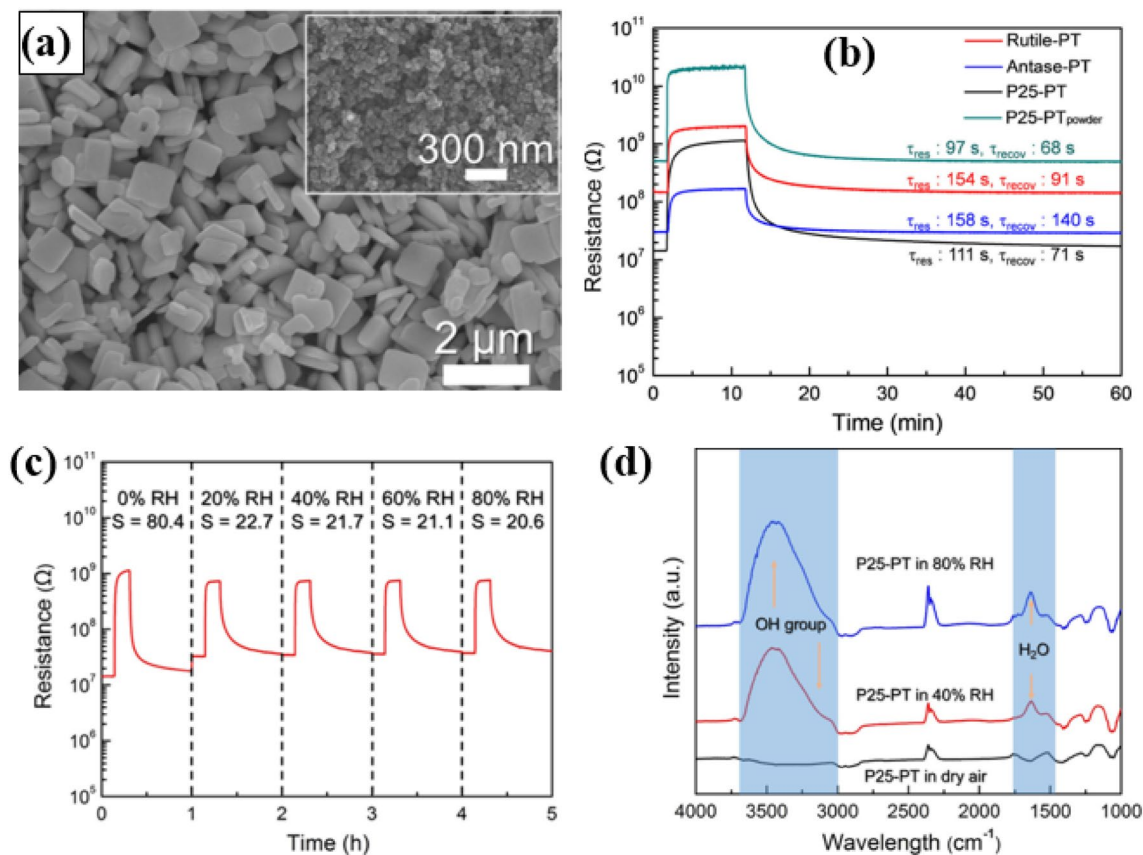 (a)
300 nm
2 μm
(b)
Rutile-PT
Antase-PT
P25-PT
P25-PTpowder
τres : 97 s, τrecov : 68 s
τres : 154 s, τrecov : 91 s
τres : 158 s, τrecov : 140 s
τres : 111 s, τrecov : 71 s
10¹¹
10¹⁰
10⁹
10⁸
10⁷
10⁶
10⁵
Resistance (Ω)
0 10 20 30 40 50 60
Time (min)
(c)
0% RH 20% RH 40% RH 60% RH 80% RH
S = 80.4 S = 22.7 S = 21.7 S = 21.1 S = 20.6
10¹¹
10¹⁰
10⁹
10⁸
10⁷
10⁶
10⁵
Resistance (Ω)
0 1 2 3 4 5
Time (h)
(d)
P25-PT in 80% RH
OH group
H₂O
P25-PT in 40% RH
P25-PT in dry air
Intensity (a.u.)
4000 3500 3000 2500 2000 1500 1000
Wavelength (cm⁻¹)